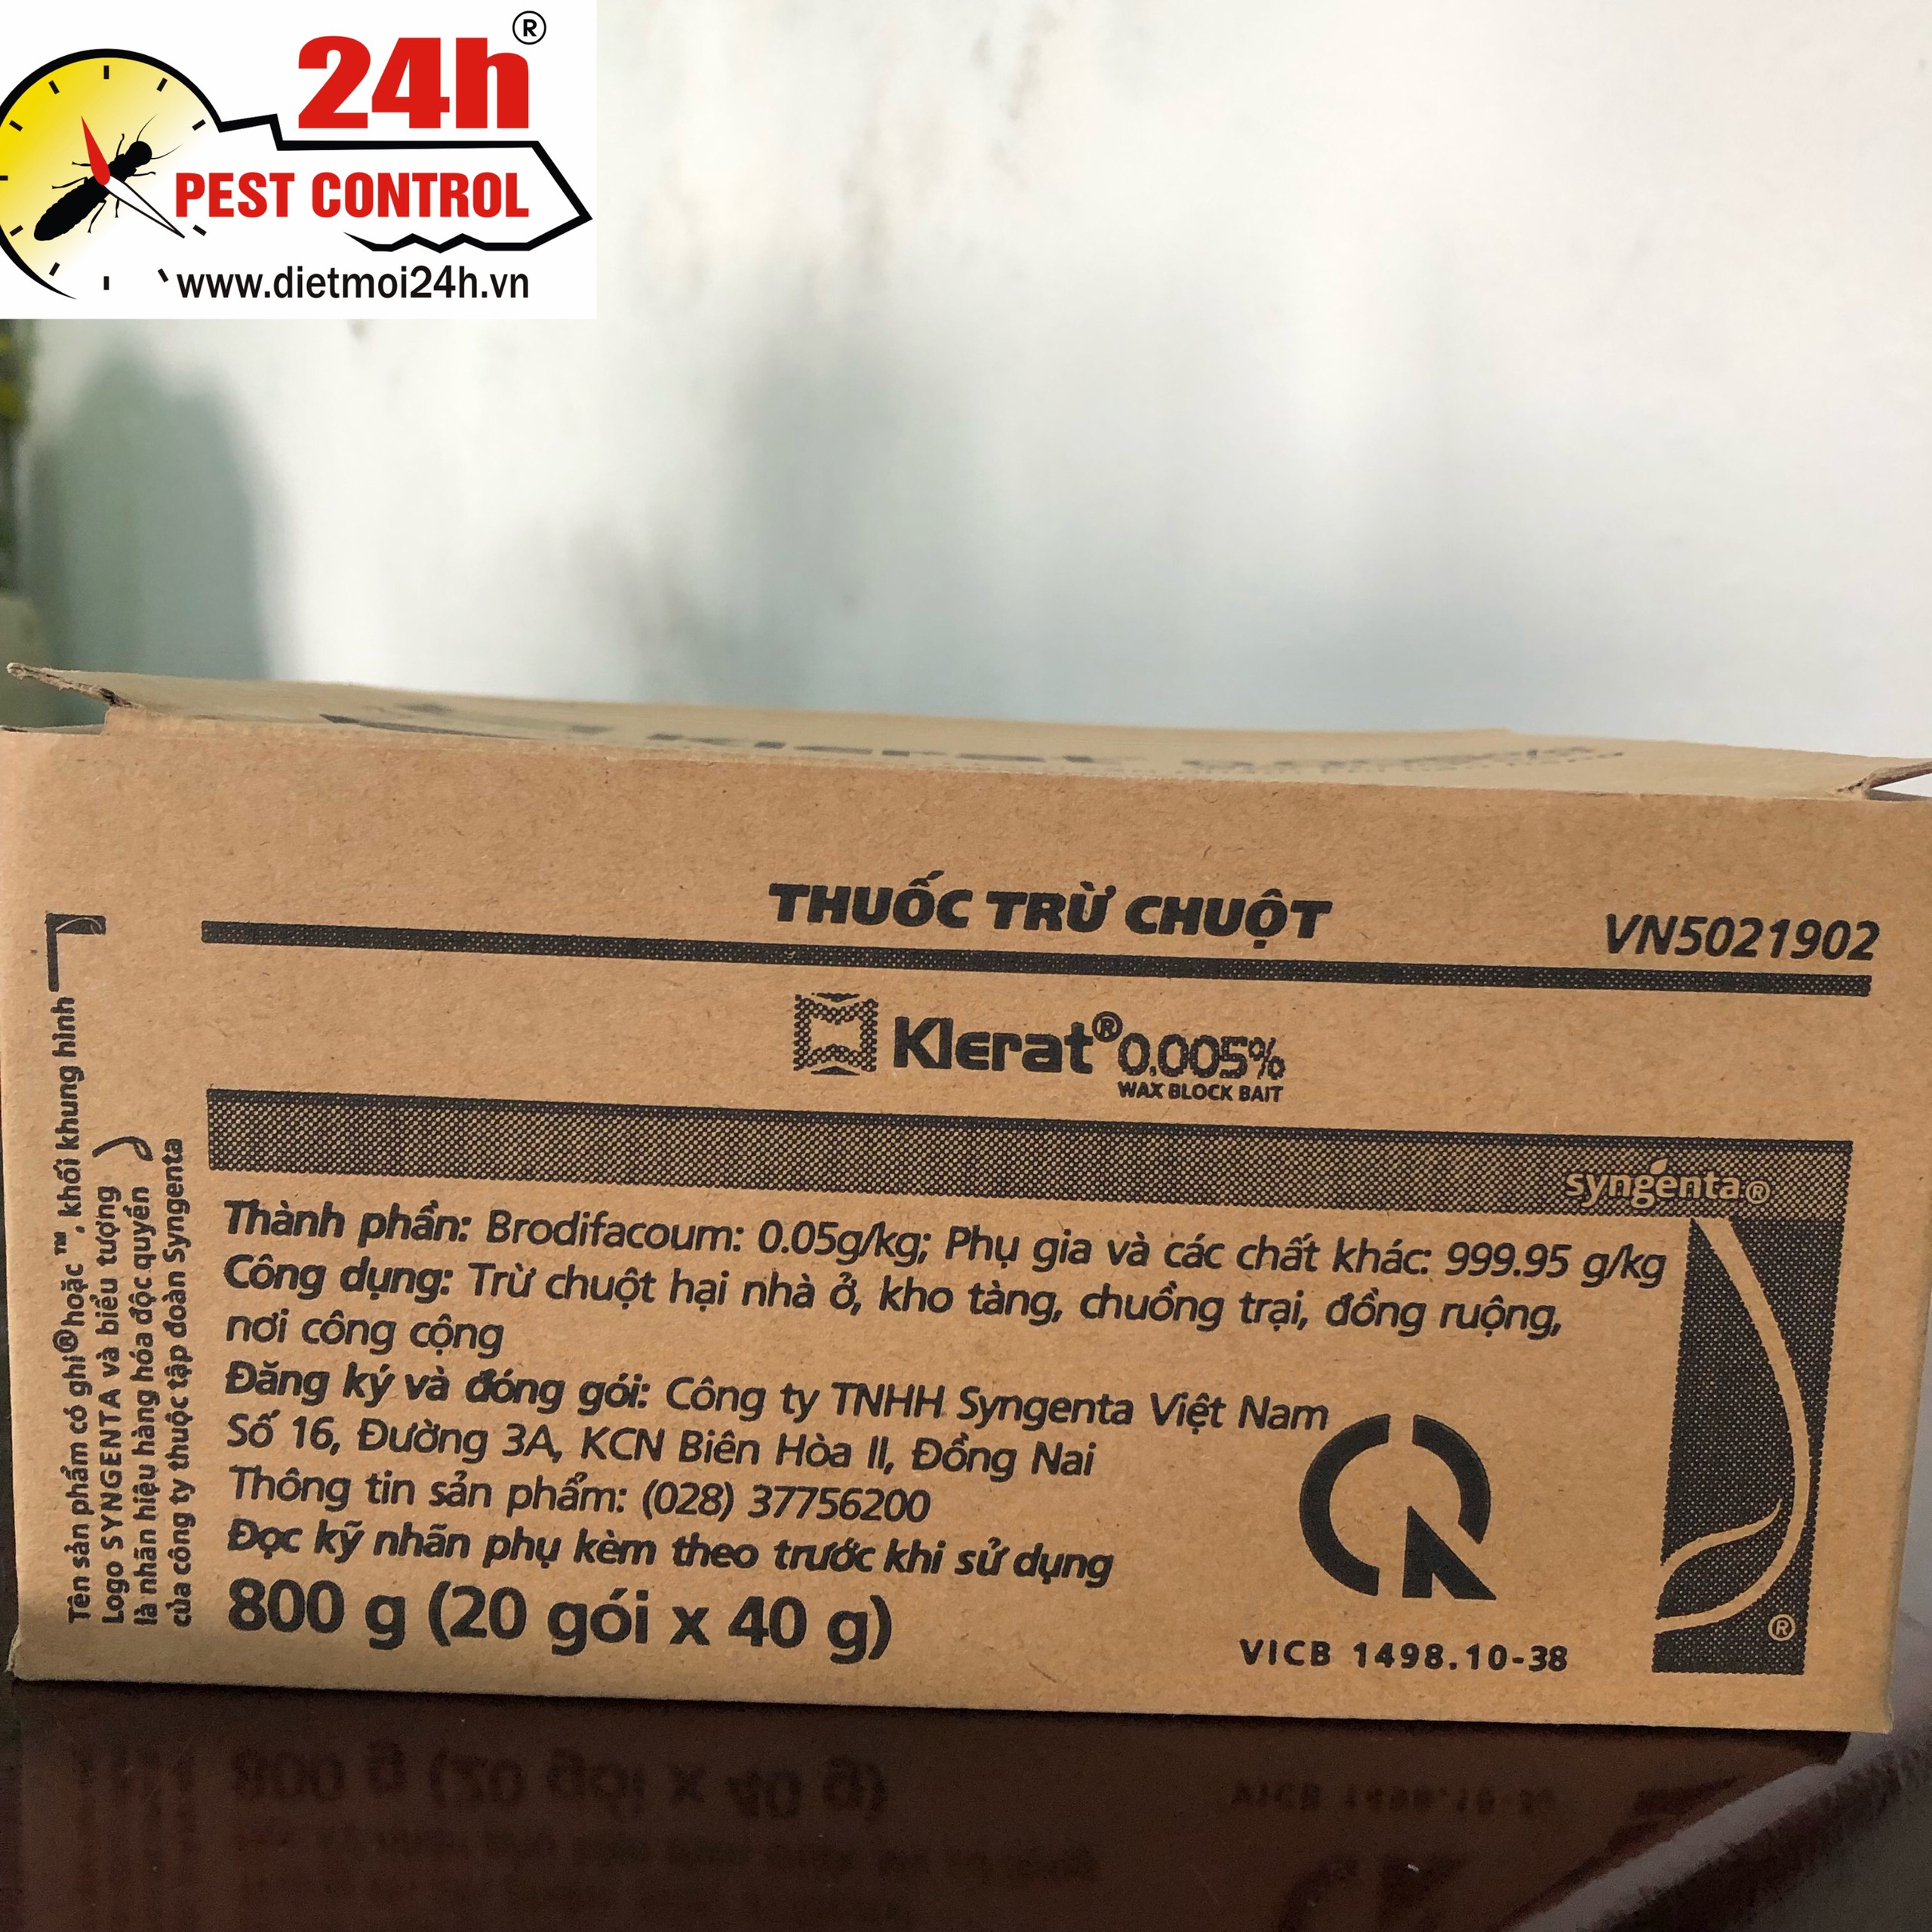 24h®
PEST CONTROL
www.dietmoi24h.vn
THUỐC TRỪ CHUỘT
VN5021902
Klerat® 0.005%
WAX BLOCK BAIT
syngenta®
Thành phần: Brodifacoum: 0.05g/kg; Phụ gia và các chất khác: 999.95 g/kg
Công dụng: Trừ chuột hại nhà ở, kho tàng, chuồng trại, đồng ruộng,
nơi công cộng
Đăng ký và đóng gói: Công ty TNHH Syngenta Việt Nam
Số 16, Đường 3A, KCN Biên Hòa II, Đồng Nai
Thông tin sản phẩm: (028) 37756200
Đọc kỹ nhãn phụ kèm theo trước khi sử dụng
800 g (20 gói x 40 g)
VICB 1498.10-38
®
Tên sản phẩm có ghi ® hoặc ™, khối khung hình
Logo SYNGENTA và biểu tượng
là nhãn hiệu hàng hóa độc quyền
của công ty thuộc tập đoàn Syngenta